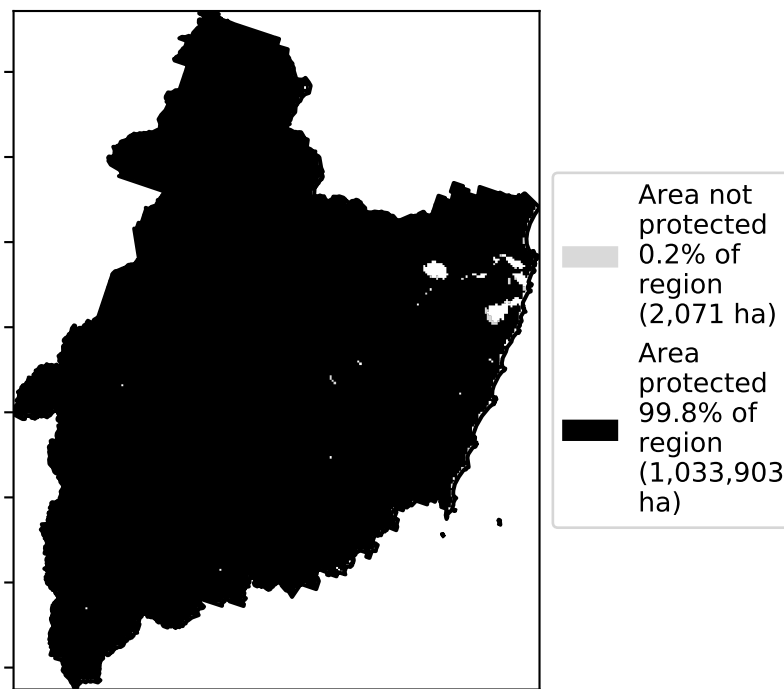 Area not
protected
0.2% of
region
(2,071 ha)
Area
protected
99.8% of
region
(1,033,903
ha)